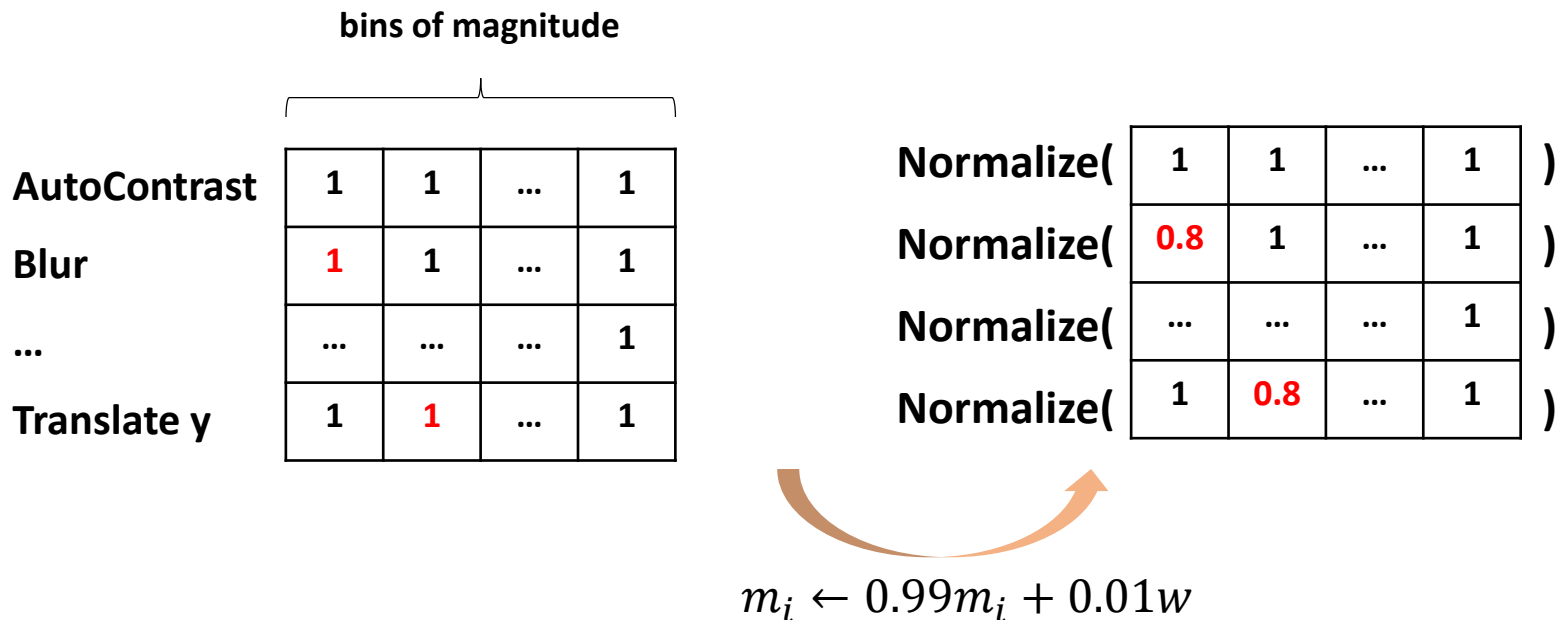 bins of magnitude
AutoContrast 1 1 ... 1
Blur 1 1 ... 1
... ... ... ... 1
Translate y 1 1 ... 1
Normalize( 1 1 ... 1 )
Normalize( 0.8 1 ... 1 )
Normalize( ... ... ... 1 )
Normalize( 1 0.8 ... 1 )
m_i ← 0.99m_i + 0.01w